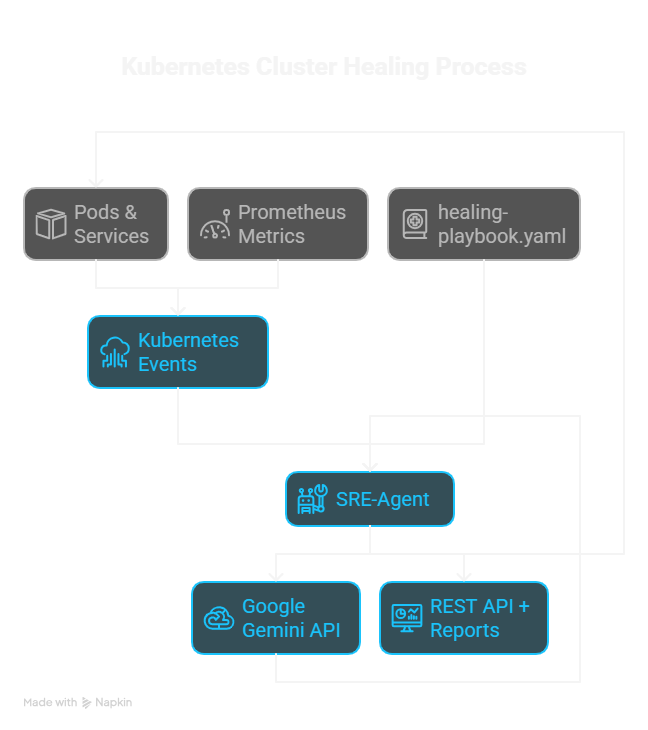 Kubernetes Cluster Healing Process
Pods &
Services
Prometheus
Metrics
healing-
playbook.yaml
Kubernetes
Events
SRE-Agent
Google
Gemini API
REST API +
Reports
Made with Napkin